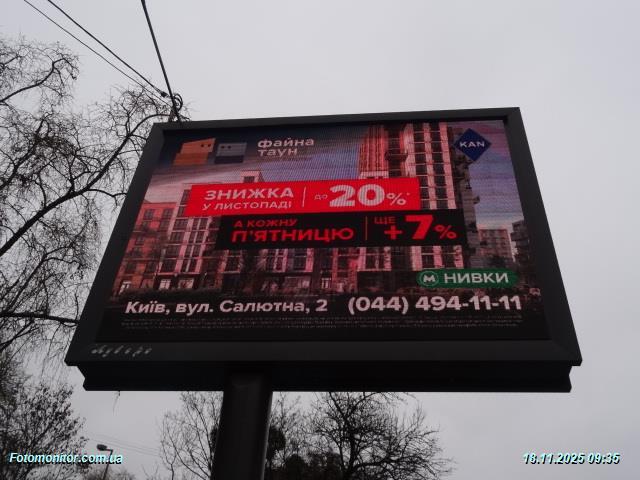 файна
таун
KAN
ЗНИЖКА
У ЛИСТОПАДІ
ДО 20%*
А КОЖНУ
П'ЯТНИЦЮ
ЩЕ
+7%
М НИВКИ
Київ, вул. Салютна, 2 (044) 494-11-11
Fotomonitor.com.ua
18.11.2025 09:35